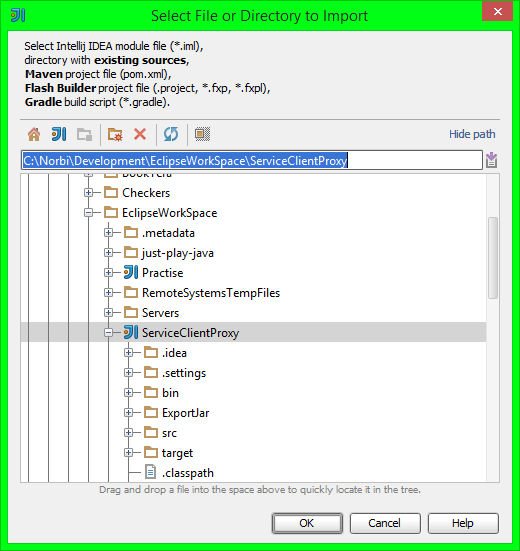 Select File or Directory to Import
Select Intellij IDEA module file (*.iml),
directory with existing sources,
Maven project file (pom.xml),
Flash Builder project file (.project, *.fxp, *.fxpl),
Gradle build script (*.gradle).
Hide path
C:\Norbi\Development\EclipseWorkSpace\ServiceClientProxy
Checkers
EclipseWorkSpace
.metadata
just-play-java
Practise
RemoteSystemsTempFiles
Servers
ServiceClientProxy
.idea
.settings
bin
ExportJar
src
target
.classpath
Drag and drop a file into the space above to quickly locate it in the tree.
OK
Cancel
Help